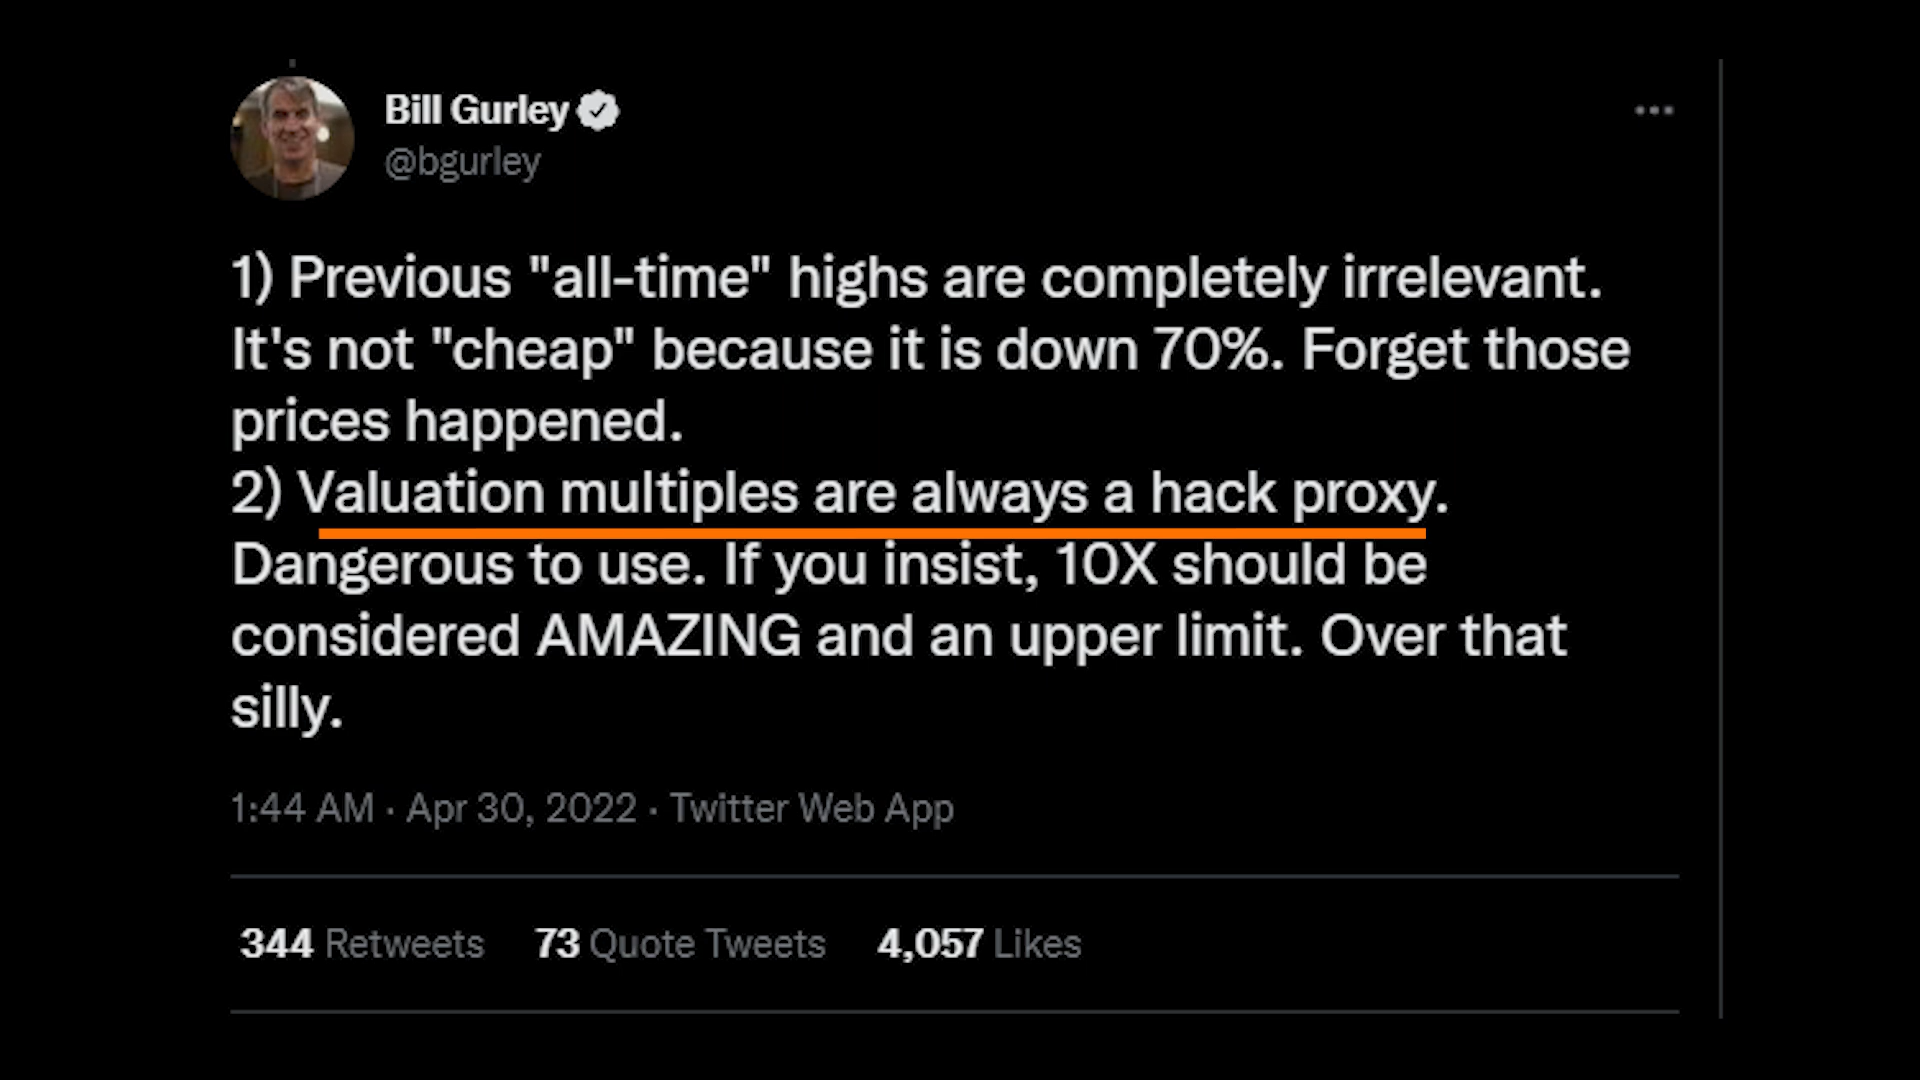 Bill Gurley
@bgurley
1) Previous "all-time" highs are completely irrelevant.
It's not "cheap" because it is down 70%. Forget those
prices happened.
2) Valuation multiples are always a hack proxy.
Dangerous to use. If you insist, 10X should be
considered AMAZING and an upper limit. Over that
silly.
1:44 AM · Apr 30, 2022 · Twitter Web App
344 Retweets 73 Quote Tweets 4,057 Likes